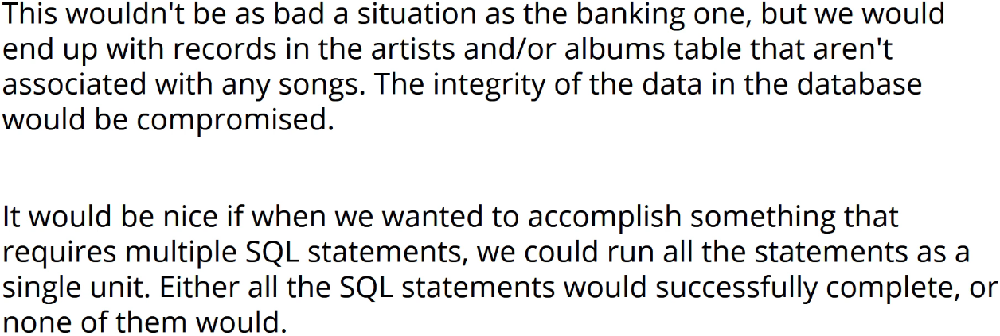 This wouldn't be as bad a situation as the banking one, but we would
end up with records in the artists and/or albums table that aren't
associated with any songs. The integrity of the data in the database
would be compromised.
It would be nice if when we wanted to accomplish something that
requires multiple SQL statements, we could run all the statements as a
single unit. Either all the SQL statements would successfully complete, or
none of them would.